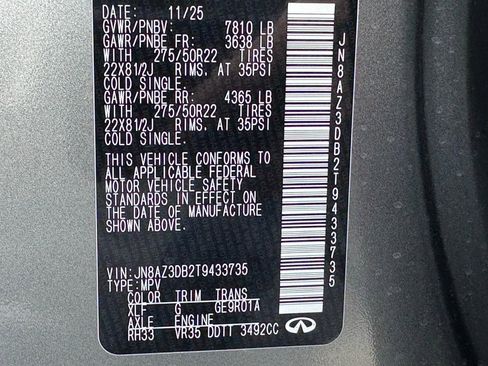 DATE: 11/25
GVWR/PNBV: 7810 LB
GAWR/PNBE FR: 3638 LB
WITH 275/50R22 TIRES
22X81/2J RIMS, AT 35PSI
COLD SINGLE.
GAWR/PNBE RR: 4365 LB
WITH 275/50R22 TIRES
22X81/2J RIMS, AT 35PSI
COLD SINGLE.
THIS VEHICLE CONFORMS TO
ALL APPLICABLE FEDERAL
MOTOR VEHICLE SAFETY
STANDARDS IN EFFECT ON
THE DATE OF MANUFACTURE
SHOWN ABOVE.
VIN:JN8AZ3DB2T9433735
TYPE:MPV
COLOR TRIM TRANS
XLF G GE9R01A
AXLE ENGINE
RH33 VR35 DDTT 3492CC
JN8AZ3DB2T9433735